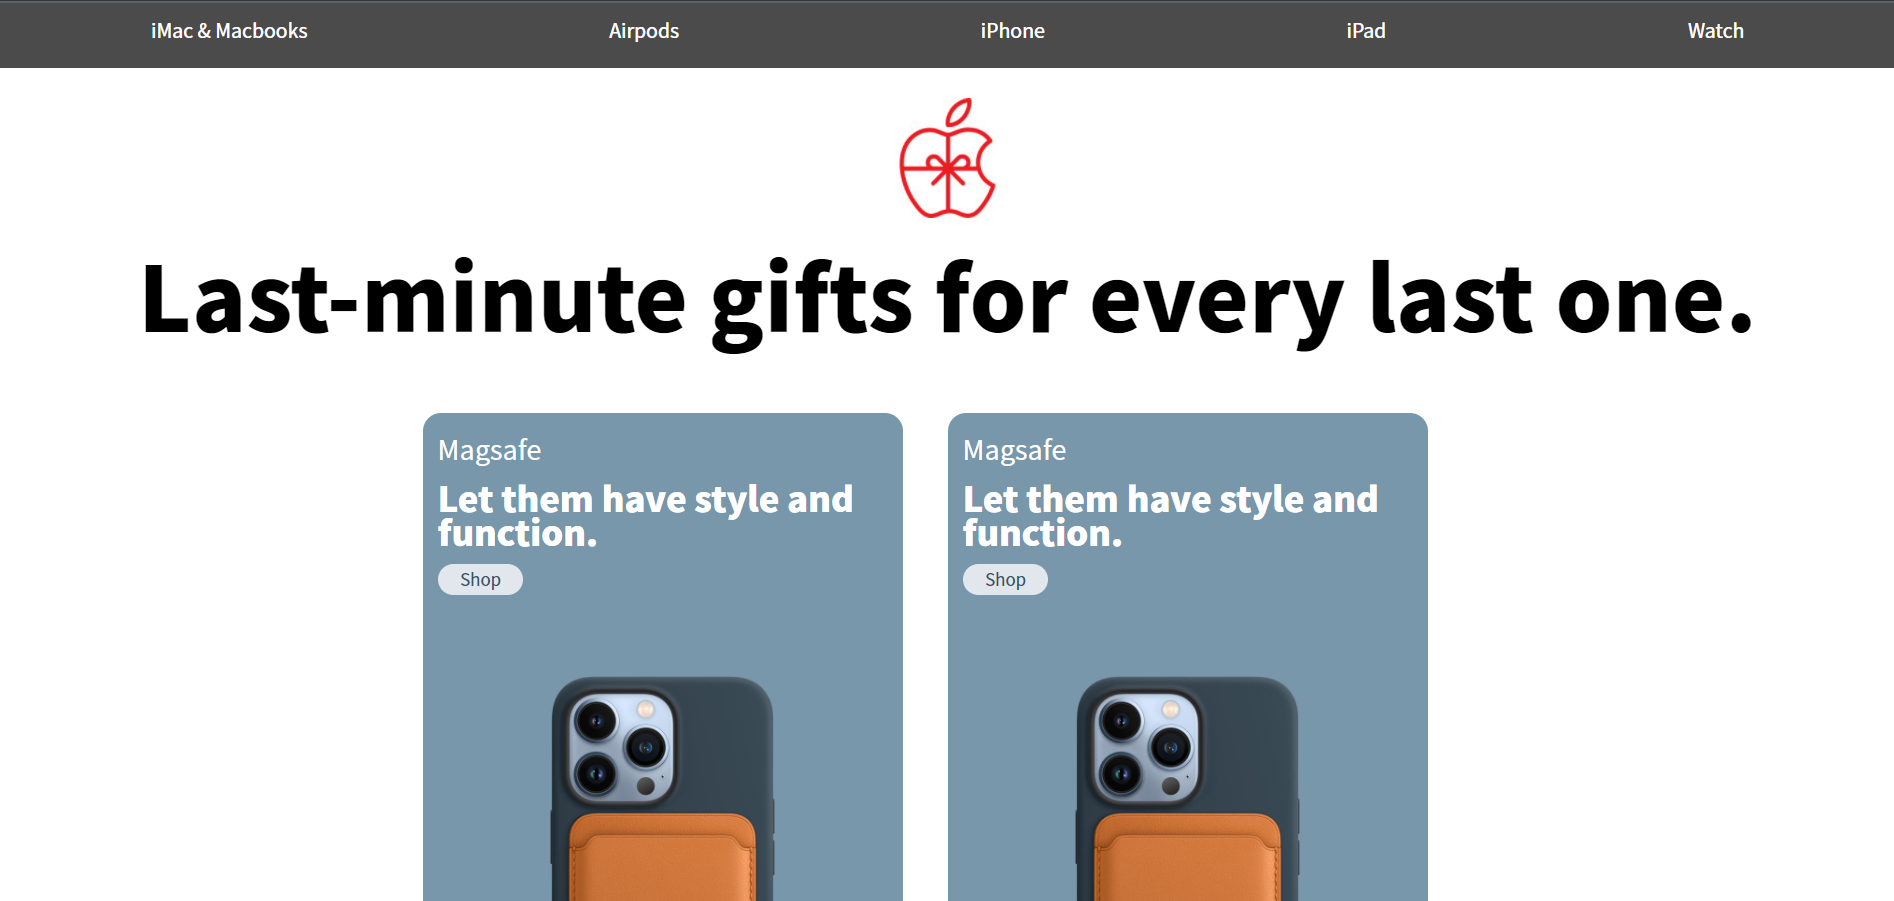 iMac & Macbooks Airpods iPhone iPad Watch
Last-minute gifts for every last one.
Magsafe
Let them have style and
function.
Shop
Magsafe
Let them have style and
function.
Shop